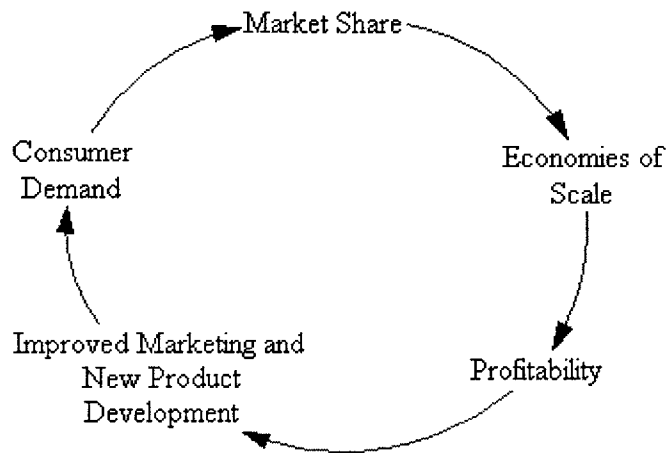 Market Share
Economies of
Scale
Profitability
Improved Marketing and
New Product
Development
Consumer
Demand